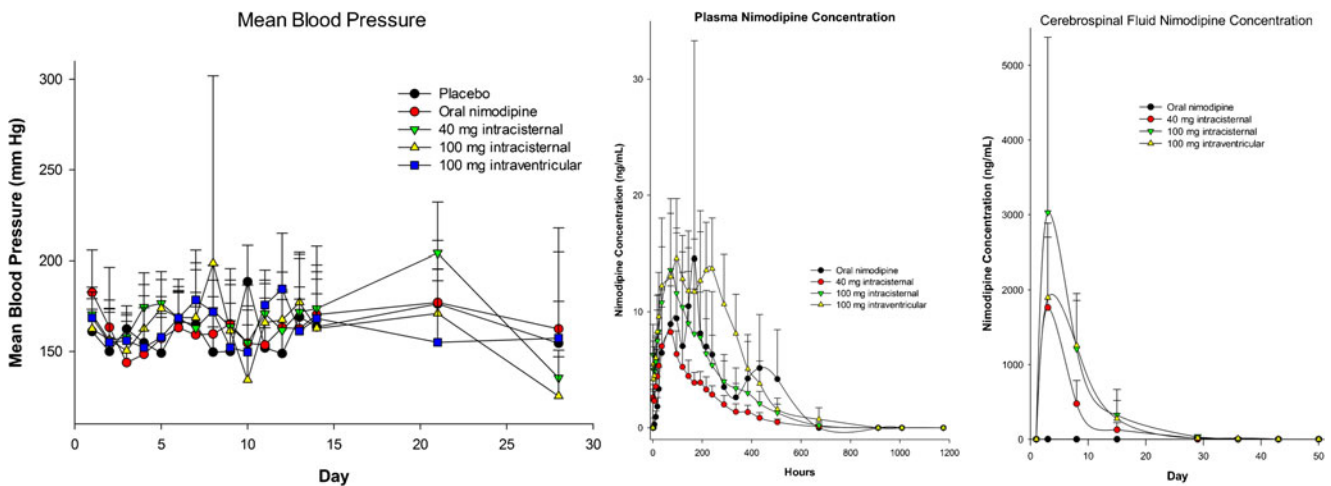 Mean Blood Pressure
Mean Blood Pressure (mm Hg)
300
250
200
150
Placebo
Oral nimodipine
40 mg intracisternal
100 mg intracisternal
100 mg intraventricular
0 5 10 15 20 25 30
Day
Plasma Nimodipine Concentration
Nimodipine Concentration (ng/mL)
30
20
10
0
Oral nimodipine
40 mg intracisternal
100 mg intracisternal
100 mg intraventricular
0 200 400 600 800 1000 1200
Hours
Cerebrospinal Fluid Nimodipine Concentration
Nimodipine Concentration (ng/mL)
5000
4000
3000
2000
1000
0
Oral nimodipine
40 mg intracisternal
100 mg intracisternal
100 mg intraventricular
0 10 20 30 40 50
Day